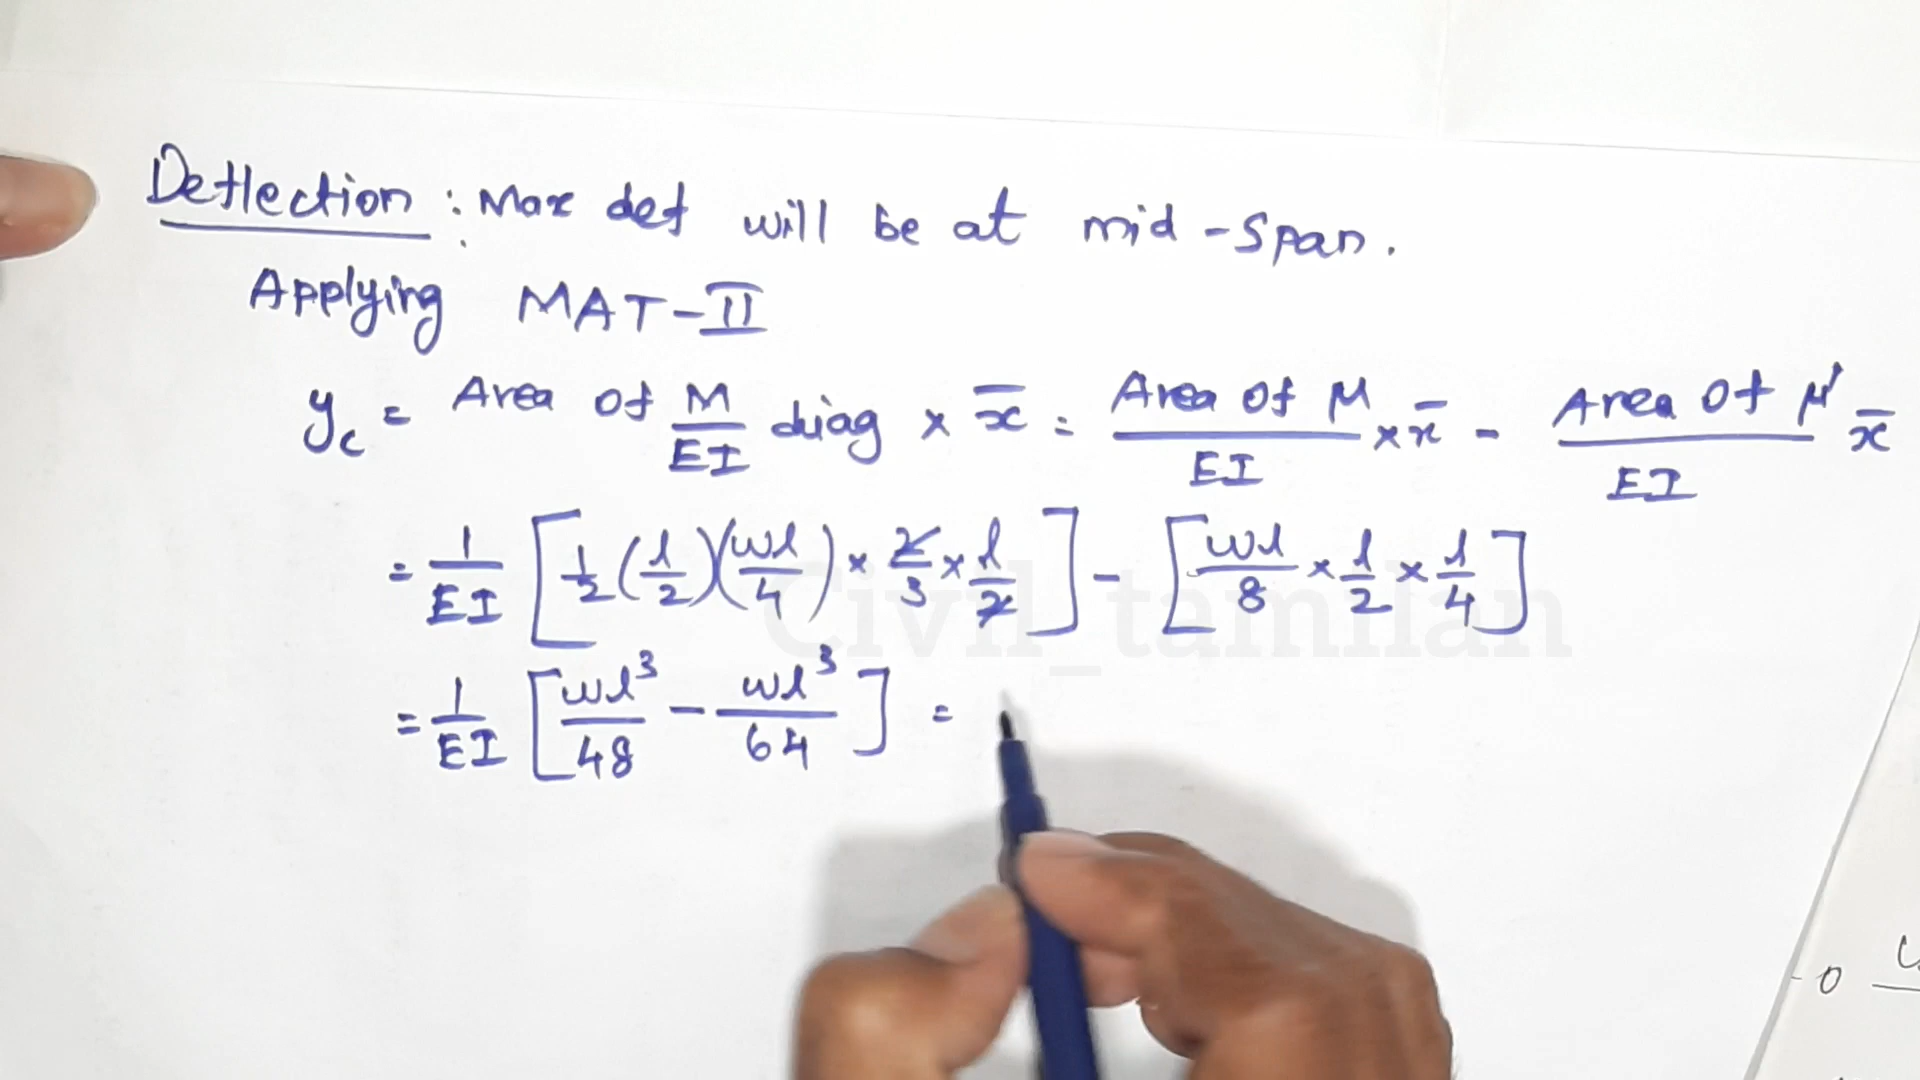 Deflection : Max def will be at mid-span.
Applying MAT-II
y_c = Area of M/EI diag × x̄ = Area of M/EI × x̄ - Area of M'/EI x̄
= 1/EI [1/2 (l/2)(wl/4) × 2/3 × l/2] - [wl/8 × l/2 × l/4]
Civil_tamilan
= 1/EI [wl³/48 - wl³/64] =
- 0